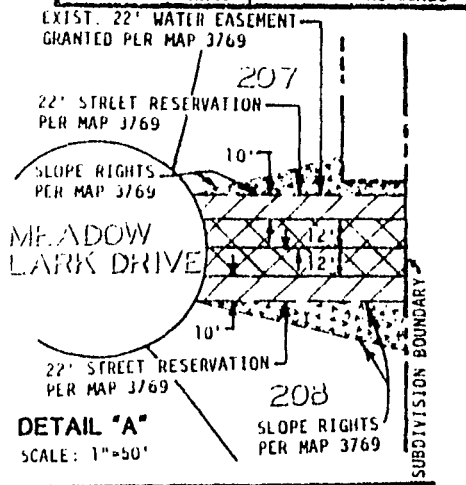 EXIST. 22' WATER EASEMENT
GRANTED PER MAP 3769
207
22' STREET RESERVATION
PER MAP 3769
10'
SLOPE RIGHTS
PER MAP 3769
MEADOW
LARK DRIVE
12'
12'
10'
22' STREET RESERVATION
PER MAP 3769
208
SLOPE RIGHTS
PER MAP 3769
SUBDIVISION BOUNDARY
DETAIL "A"
SCALE: 1"=50'